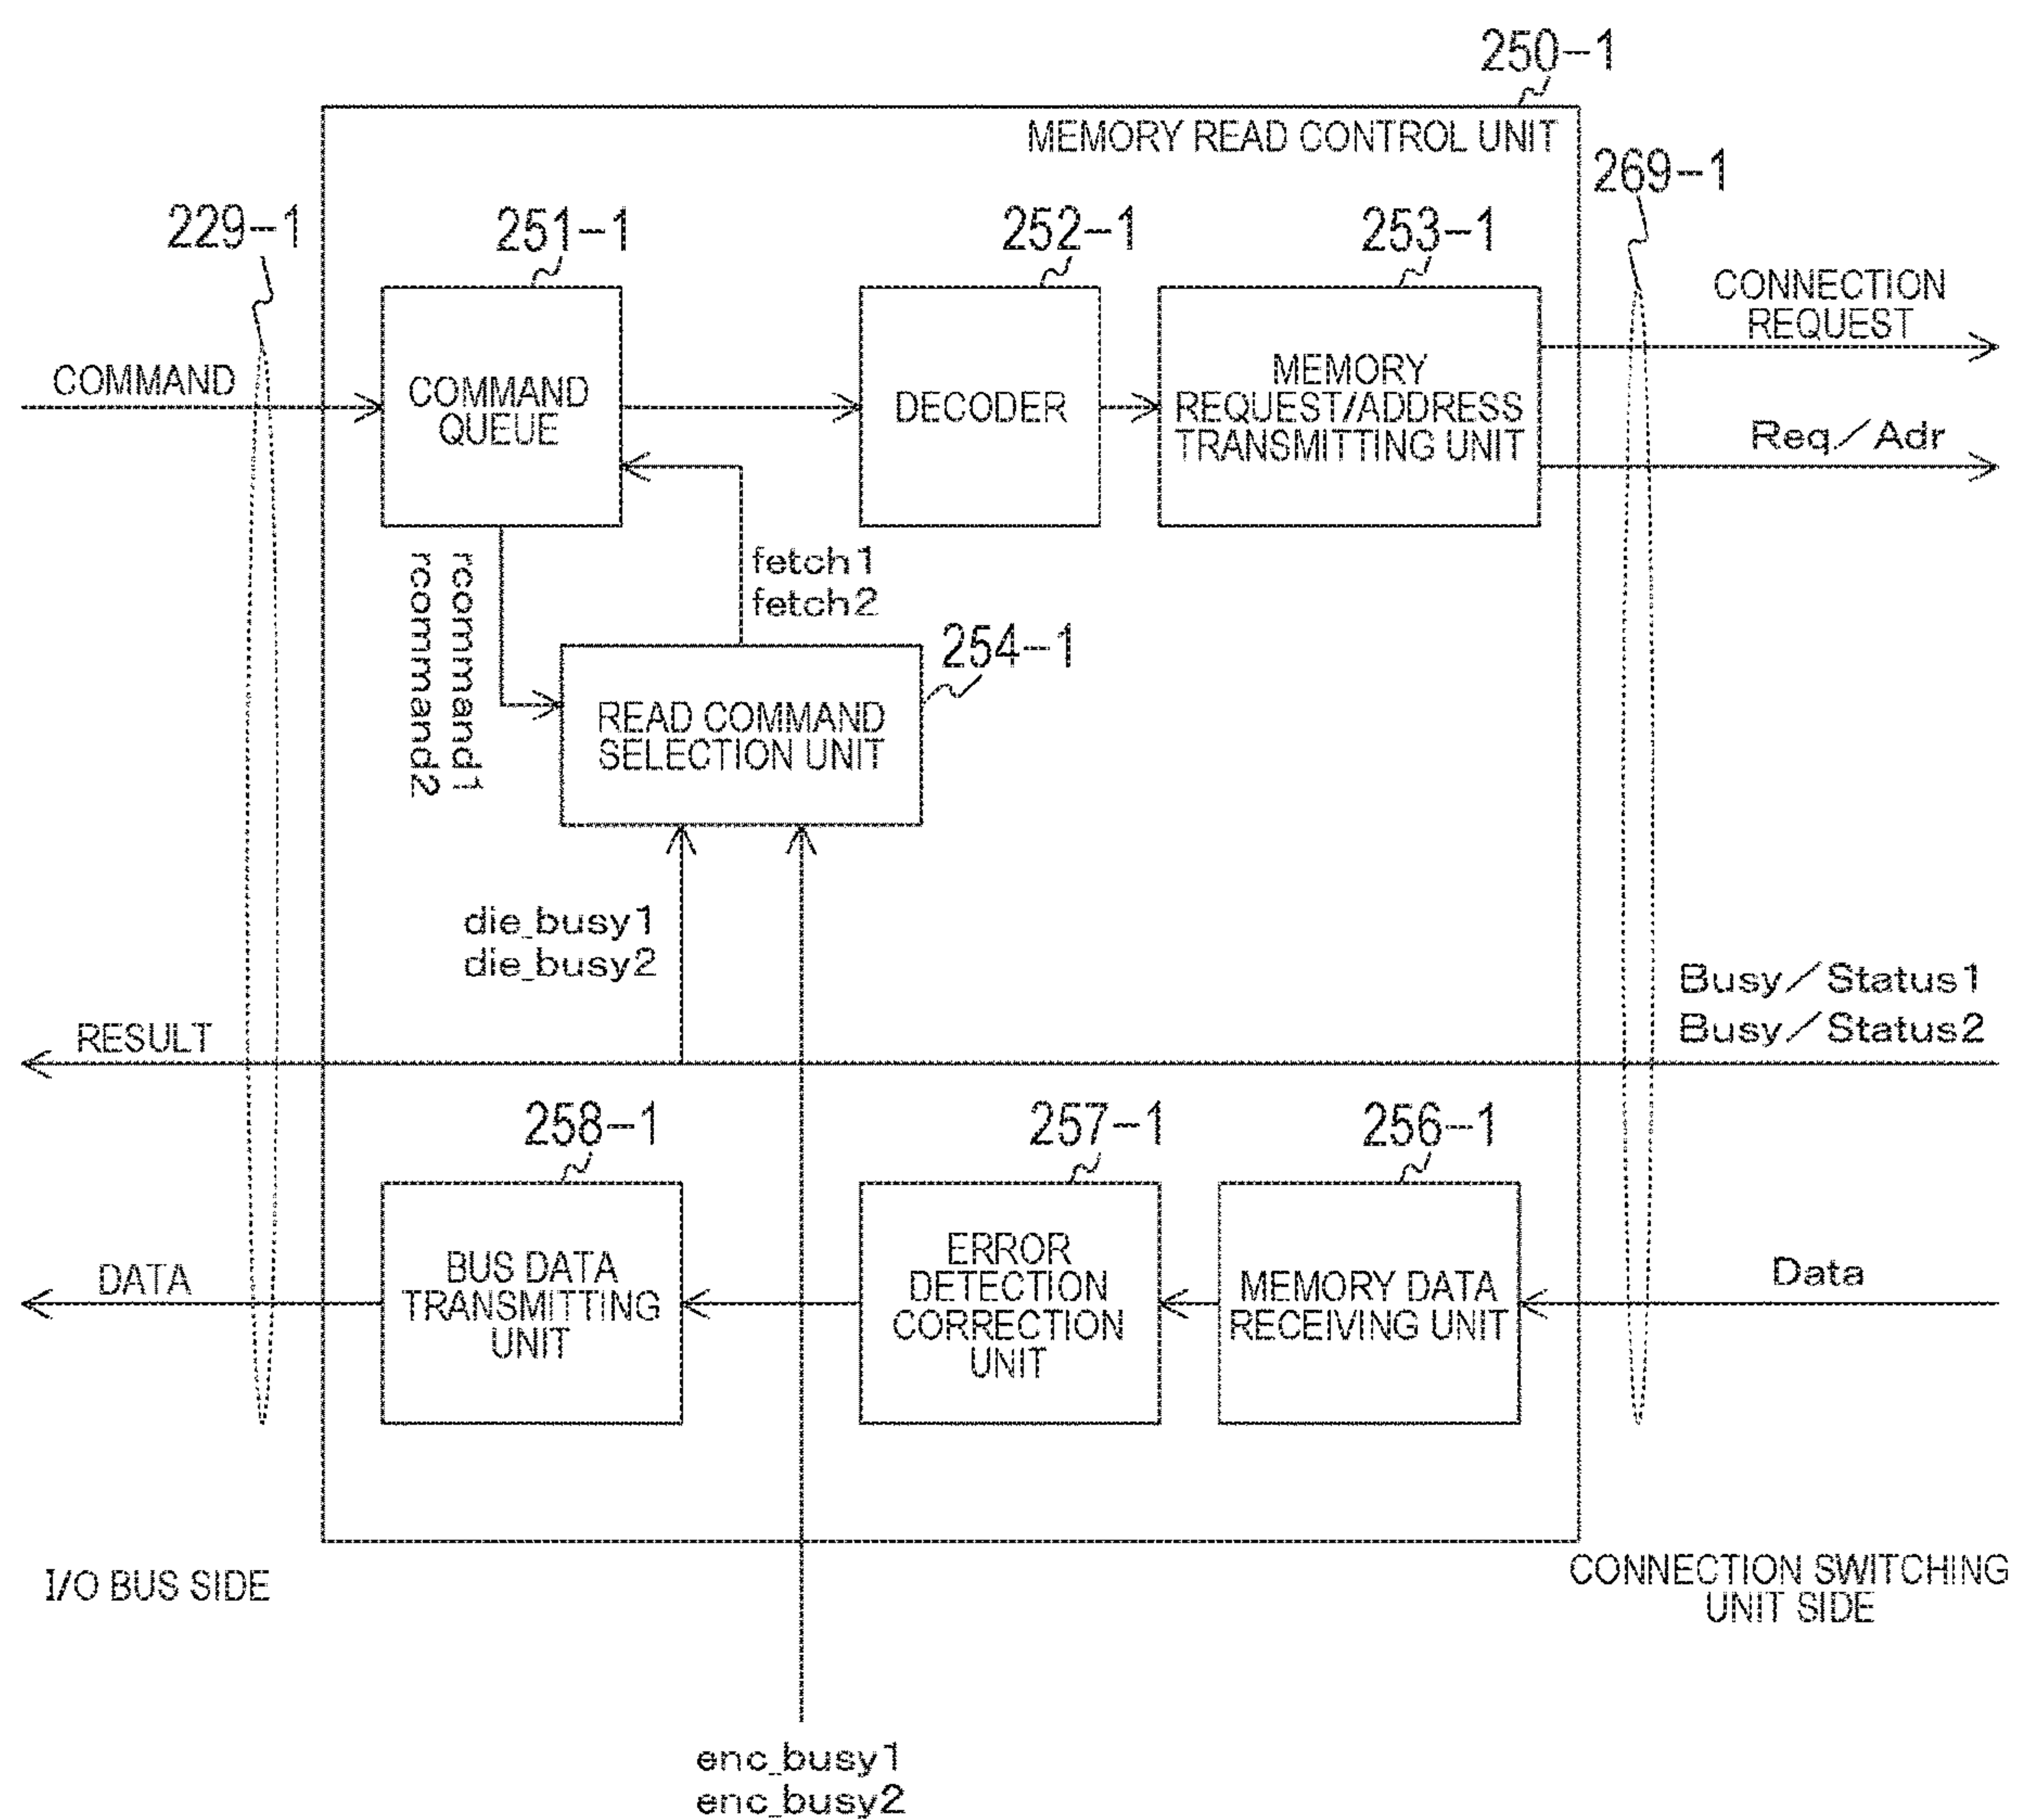 250-1
MEMORY READ CONTROL UNIT
269-1
229-1
251-1
252-1
253-1
CONNECTION
REQUEST
COMMAND
COMMAND
QUEUE
DECODER
MEMORY
REQUEST/ADDRESS
TRANSMITTING UNIT
Req/Adr
rcommand1
rcommand2
fetch1
fetch2
254-1
READ COMMAND
SELECTION UNIT
die_busy1
die_busy2
Busy/Status1
Busy/Status2
RESULT
258-1
257-1
256-1
DATA
BUS DATA
TRANSMITTING
UNIT
ERROR
DETECTION
CORRECTION
UNIT
MEMORY DATA
RECEIVING UNIT
Data
I/O BUS SIDE
CONNECTION SWITCHING
UNIT SIDE
enc_busy1
enc_busy2